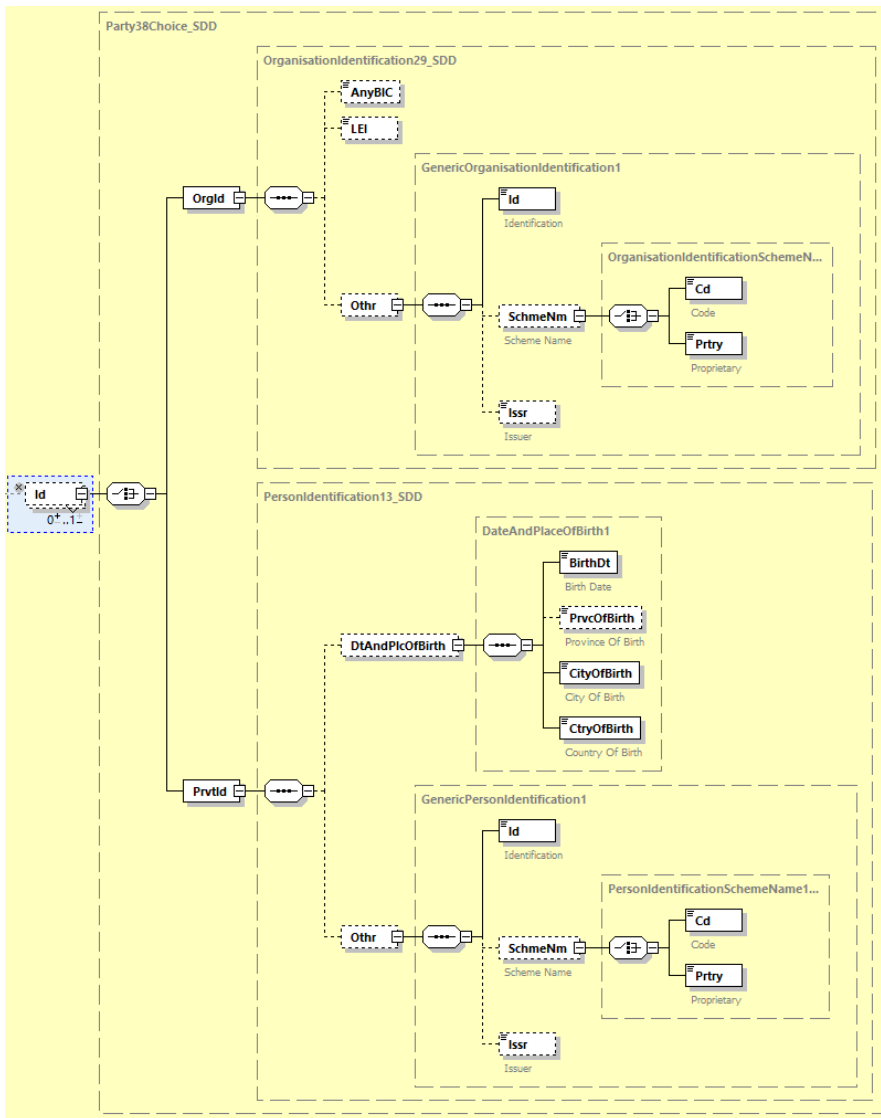 Party38Choice_SDD
OrganisationIdentification29_SDD
AnyBIC
LEI
GenericOrganisationIdentification1
OrgId
Id
Identification
OrganisationIdentificationSchemeN...
Cd
Code
Othr
SchmeNm
Scheme Name
Prtry
Proprietary
Issr
Issuer
Id
0..1
PersonIdentification13_SDD
DateAndPlaceOfBirth1
BirthDt
Birth Date
PrvcOfBirth
Province Of Birth
DtAndPlcOfBirth
CityOfBirth
City Of Birth
CtryOfBirth
Country Of Birth
PrvtId
GenericPersonIdentification1
Id
Identification
PersonIdentificationSchemeName1...
Cd
Code
Othr
SchmeNm
Scheme Name
Prtry
Proprietary
Issr
Issuer